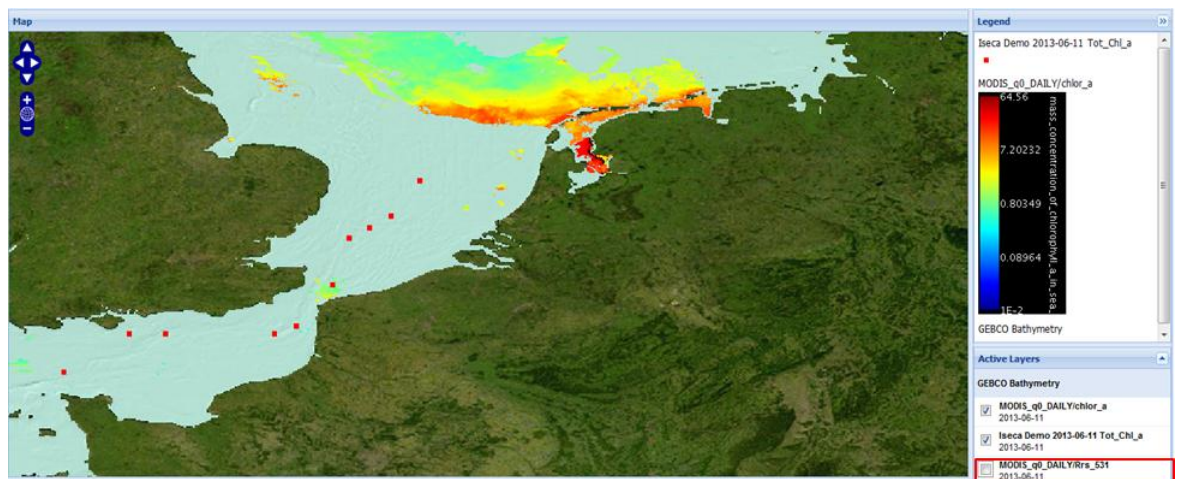 Map
Legend
Iseca Demo 2013-06-11 Tot_Chl_a
MODIS_q0_DAILY/chlor_a
64.56
7.20232
0.80349
0.08964
1E-2
mass_concentration_of_chlorophyll_a_in_sea_
GEBCO Bathymetry
Active Layers
GEBCO Bathymetry
MODIS_q0_DAILY/chlor_a
2013-06-11
Iseca Demo 2013-06-11 Tot_Chl_a
2013-06-11
MODIS_q0_DAILY/Rrs_531
2013-06-11